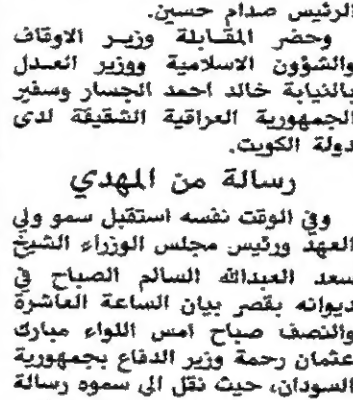 الرئيس صدام حسين.
وحضر المقابلة وزير الاوقاف
والشؤون الاسلامية ووزير العدل
بالنيابة خالد احمد الجسار وسفير
الجمهورية العراقية الشقيقة لدى
دولة الكويت.
رسالة من المهدي
وفي الوقت نفسه استقبل سمو ولي
العهد ورئيس مجلس الوزراء الشيخ
سعد العبدالله السالم الصباح في
ديوانه بقصر بيان الساعة العاشرة
والنصف صباح امس اللواء مبارك
عثمان رحمة وزير الدفاع بجمهورية
السودان، حيث نقل الى سموه رسالة